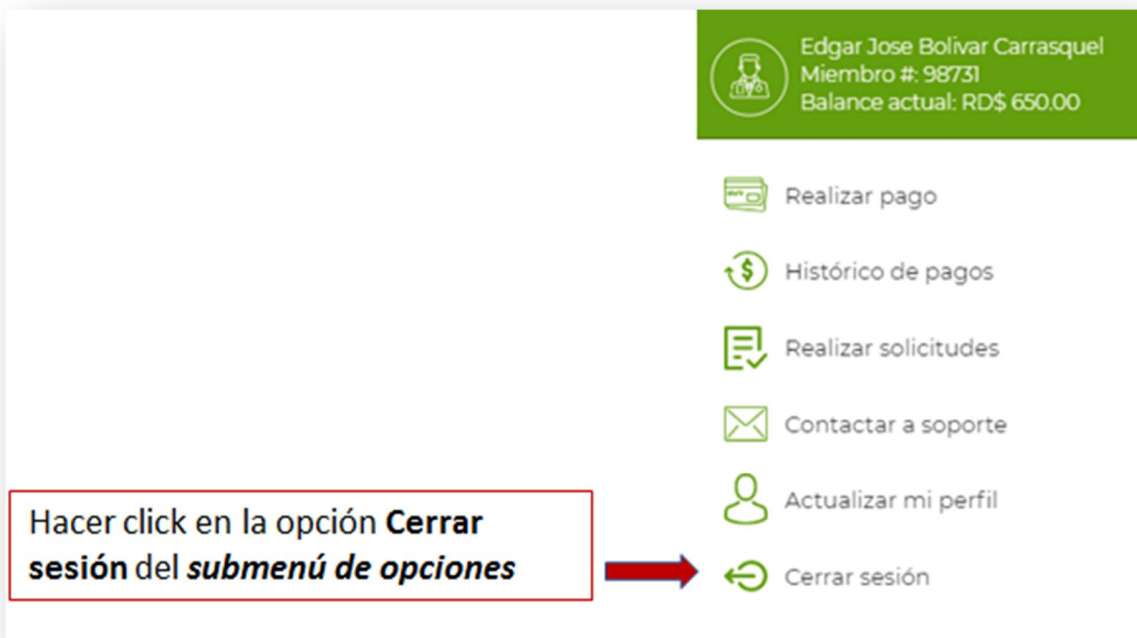 Edgar Jose Bolivar Carrasquel
Miembro #: 98731
Balance actual: RD$ 650.00
Realizar pago
Histórico de pagos
Realizar solicitudes
Contactar a soporte
Actualizar mi perfil
Hacer click en la opción Cerrar
sesión del submenú de opciones
Cerrar sesión